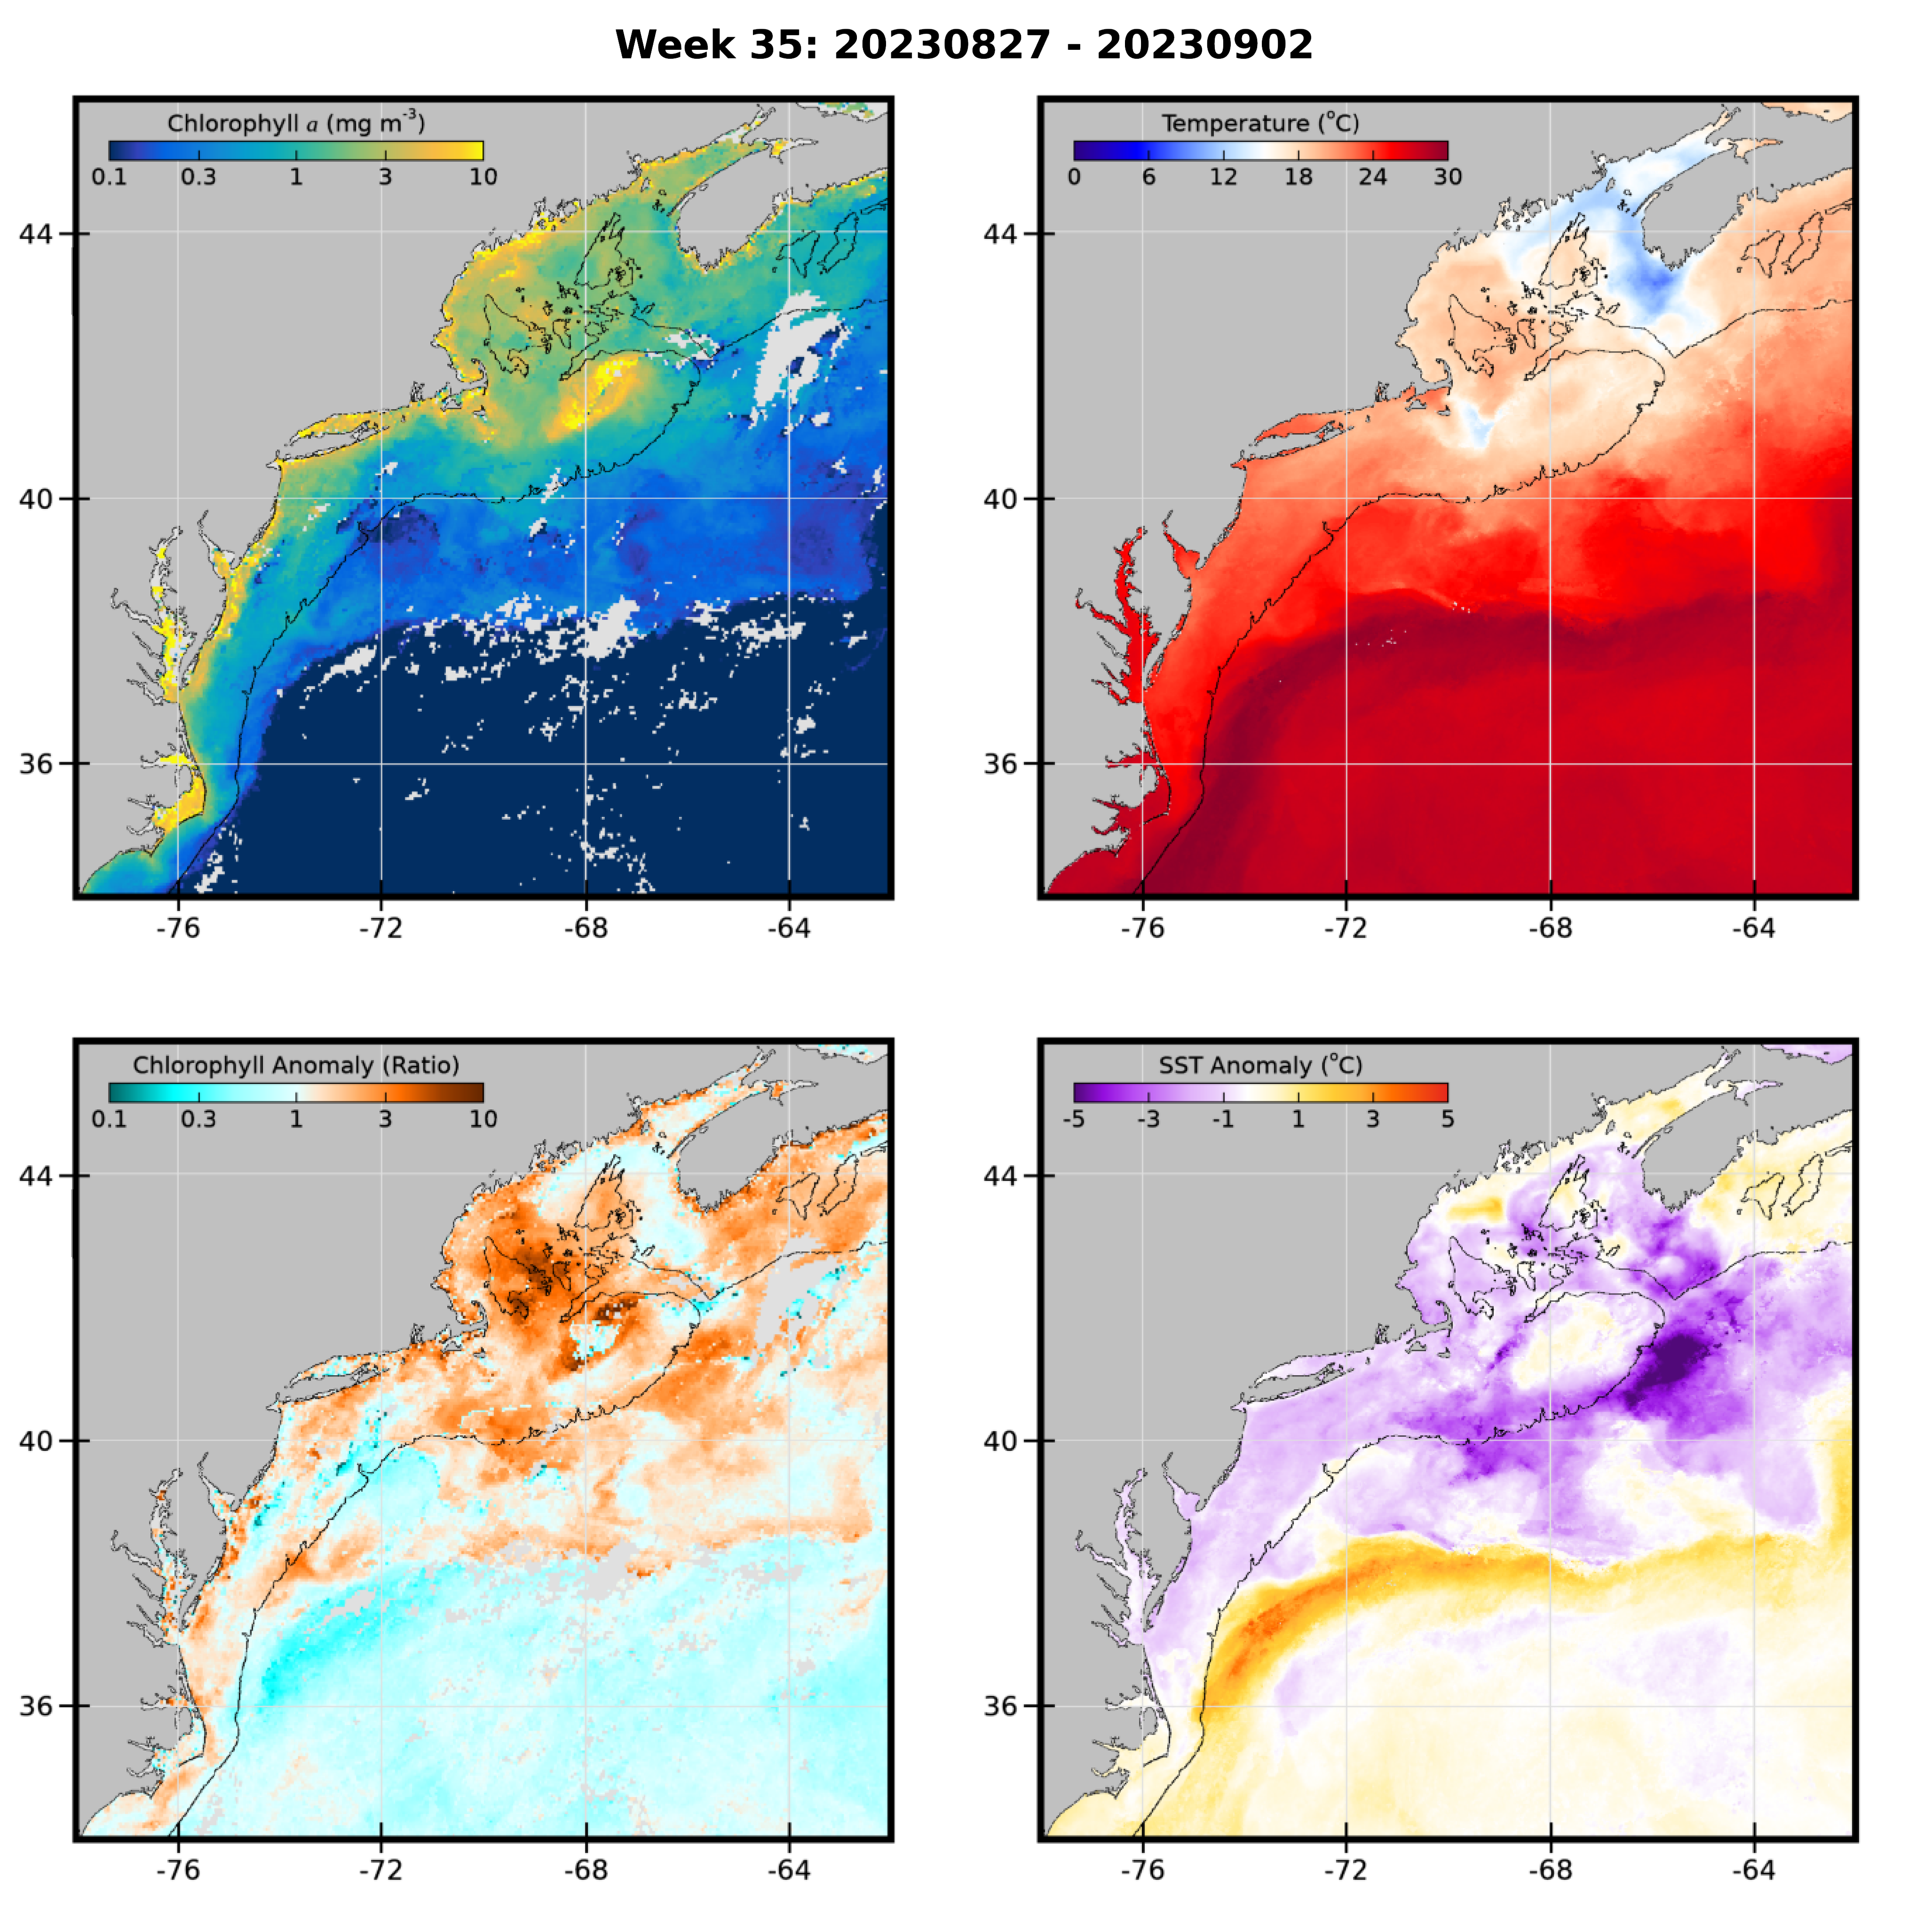 Week 35: 20230827 - 20230902
Chlorophyll a (mg m⁻³)
0.1 0.3 1 3 10
44
40
36
-76 -72 -68 -64
Temperature (°C)
0 6 12 18 24 30
44
40
36
-76 -72 -68 -64
Chlorophyll Anomaly (Ratio)
0.1 0.3 1 3 10
44
40
36
-76 -72 -68 -64
SST Anomaly (°C)
-5 -3 -1 1 3 5
44
40
36
-76 -72 -68 -64